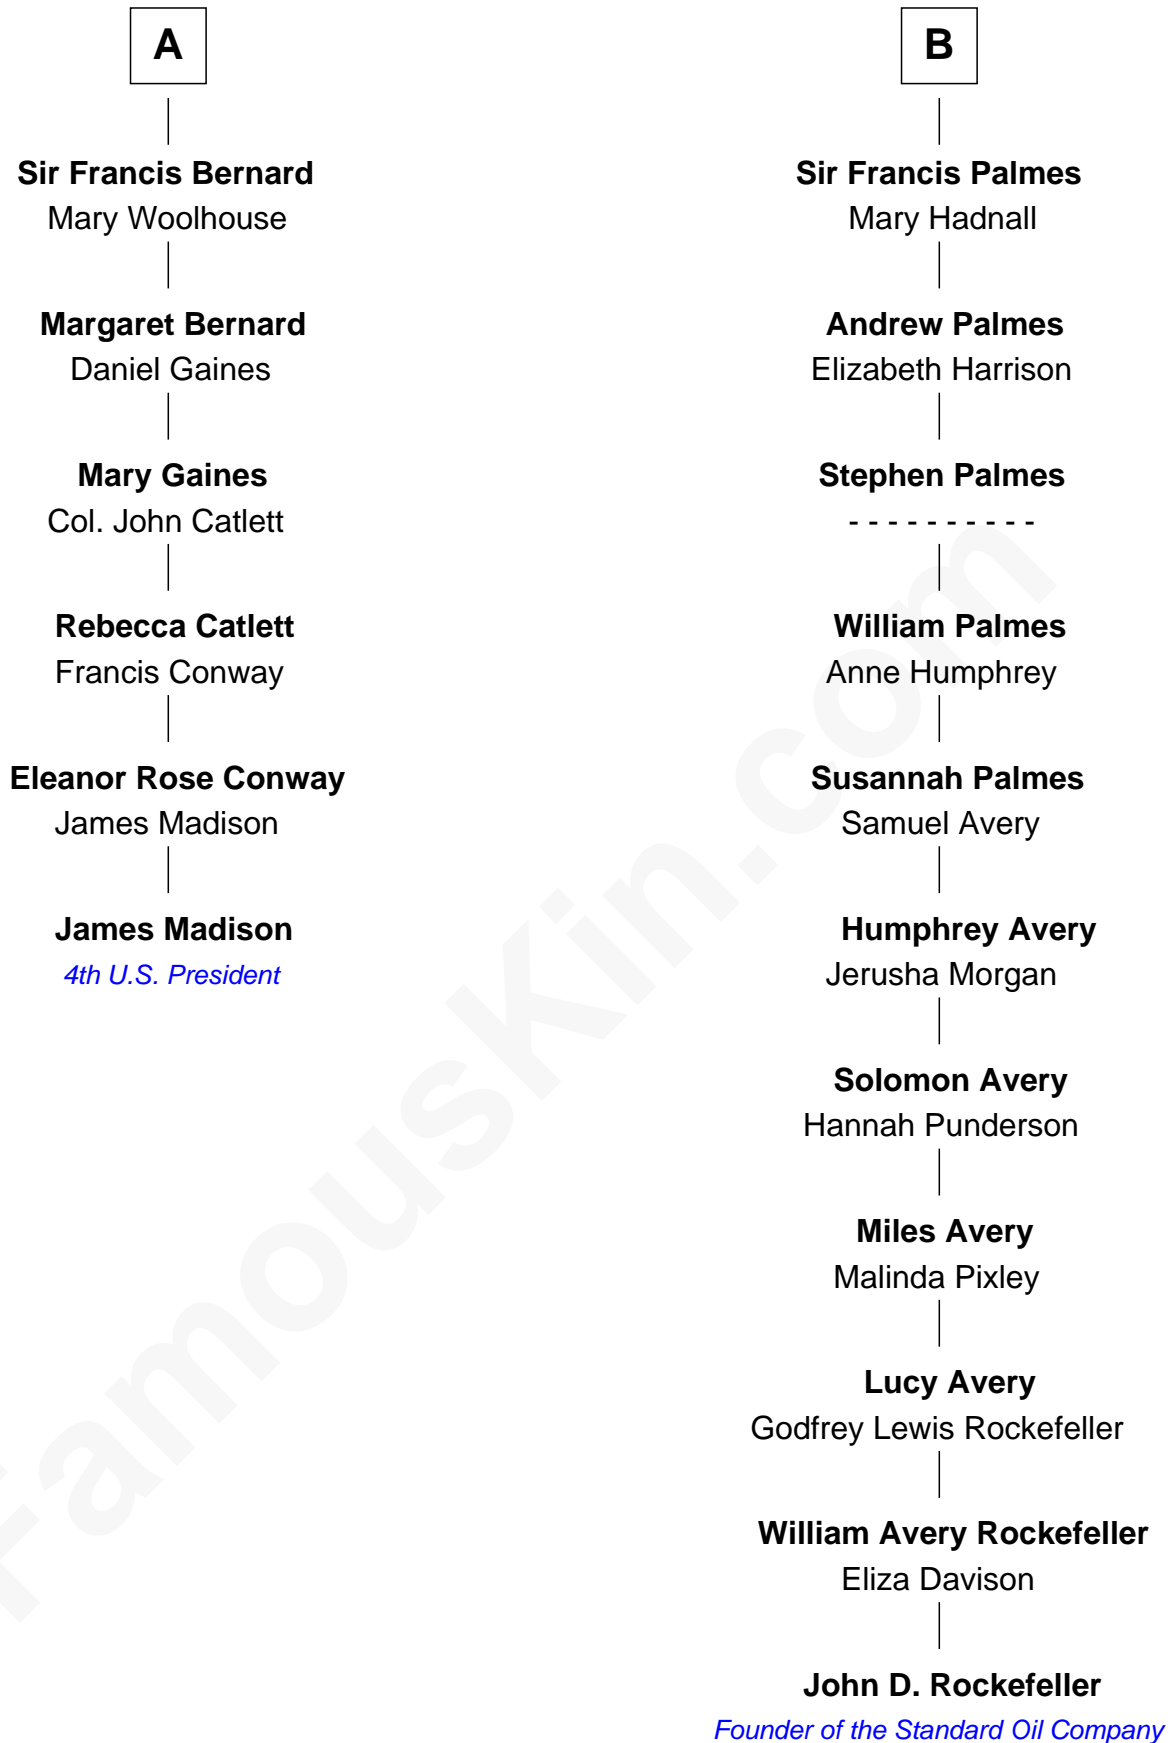 A
Sir Francis Bernard
Mary Woolhouse
Margaret Bernard
Daniel Gaines
Mary Gaines
Col. John Catlett
Rebecca Catlett
Francis Conway
Eleanor Rose Conway
James Madison
James Madison
4th U.S. President
B
Sir Francis Palmes
Mary Hadnall
Andrew Palmes
Elizabeth Harrison
Stephen Palmes
- - - - - - - - - -
William Palmes
Anne Humphrey
Susannah Palmes
Samuel Avery
Humphrey Avery
Jerusha Morgan
Solomon Avery
Hannah Punderson
Miles Avery
Malinda Pixley
Lucy Avery
Godfrey Lewis Rockefeller
William Avery Rockefeller
Eliza Davison
John D. Rockefeller
Founder of the Standard Oil Company
FamousKin.com